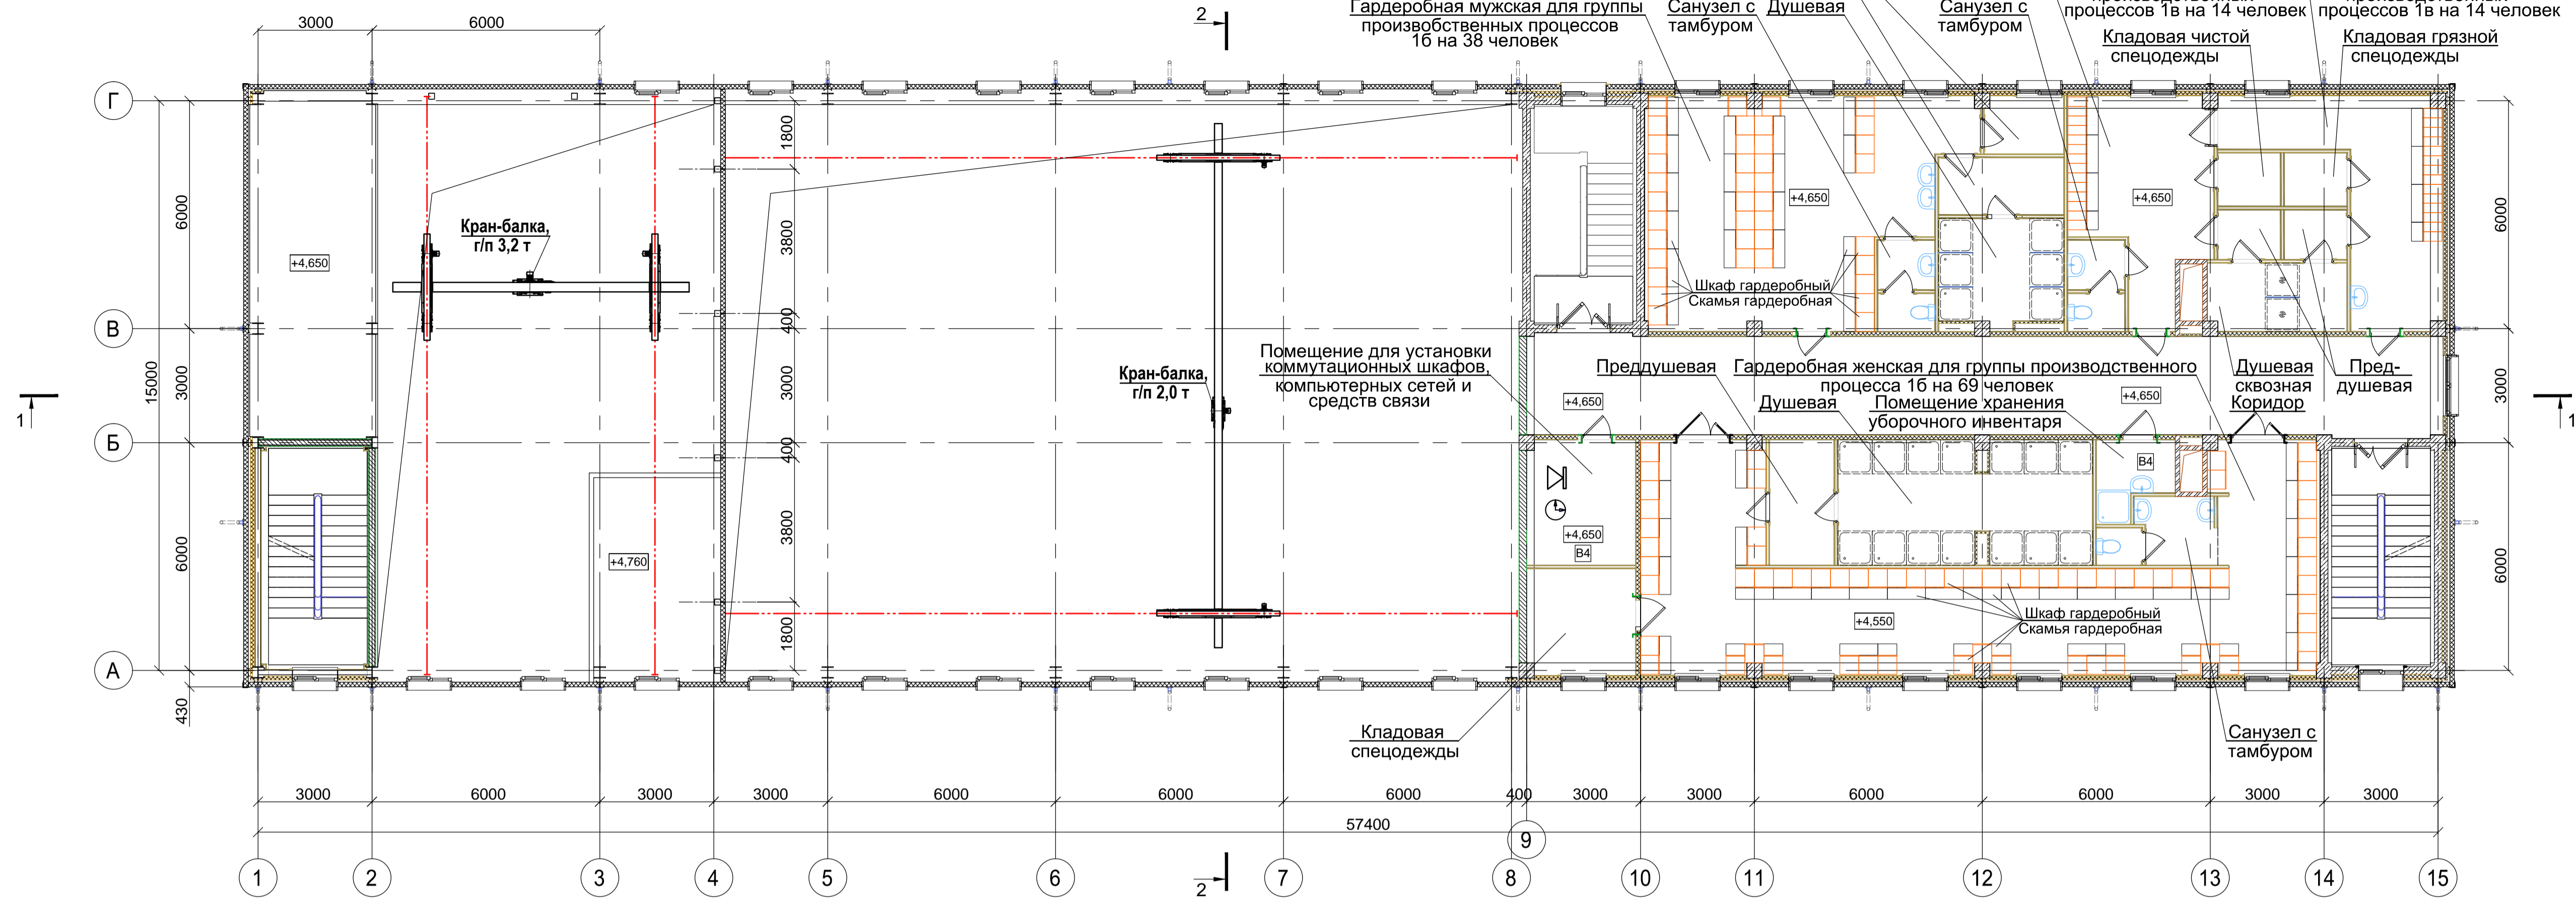 производственных
процессов 1в на 14 человек
производственных
процессов 1в на 14 человек
Гардеробная мужская для группы
произвобственных процессов
1б на 38 человек
Санузел с
тамбуром
Душевая
Санузел с
тамбуром
Кладовая чистой
спецодежды
Кладовая грязной
спецодежды
3000
6000
2
Г
В
Б
А
6000
3000
6000
15000
430
1
+4,650
Кран-балка,
г/п 3,2 т
+4,760
1800
3800
400
3000
400
3800
1800
Кран-балка,
г/п 2,0 т
+4,650
+4,650
Шкаф гардеробный
Скамья гардеробная
Помещение для установки
коммутационных шкафов,
компьютерных сетей и
средств связи
Преддушевая
Гардеробная женская для группы производственного
процесса 1б на 69 человек
Душевая
сквозная
Пред-
душевая
+4,650
+4,650
Душевая
Помещение хранения
уборочного инвентаря
Коридор
В4
+4,650
В4
+4,550
Шкаф гардеробный
Скамья гардеробная
6000
3000
6000
1
Кладовая
спецодежды
Санузел с
тамбуром
3000
6000
3000
3000
6000
6000
6000
400
3000
3000
6000
6000
3000
3000
57400
2
1
2
3
4
5
6
7
8
9
10
11
12
13
14
15